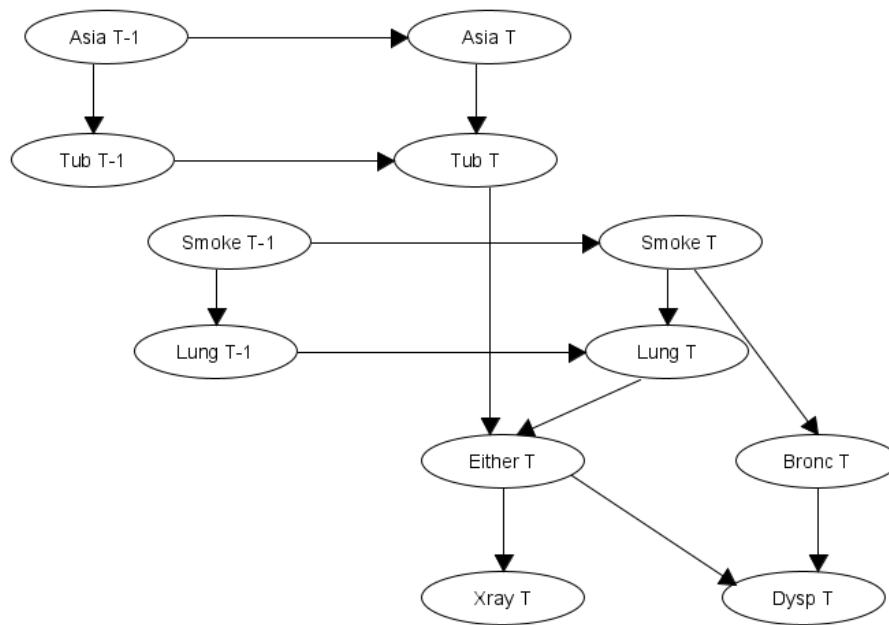 Asia T-1
Asia T
Tub T-1
Tub T
Smoke T-1
Smoke T
Lung T-1
Lung T
Either T
Bronc T
Xray T
Dysp T